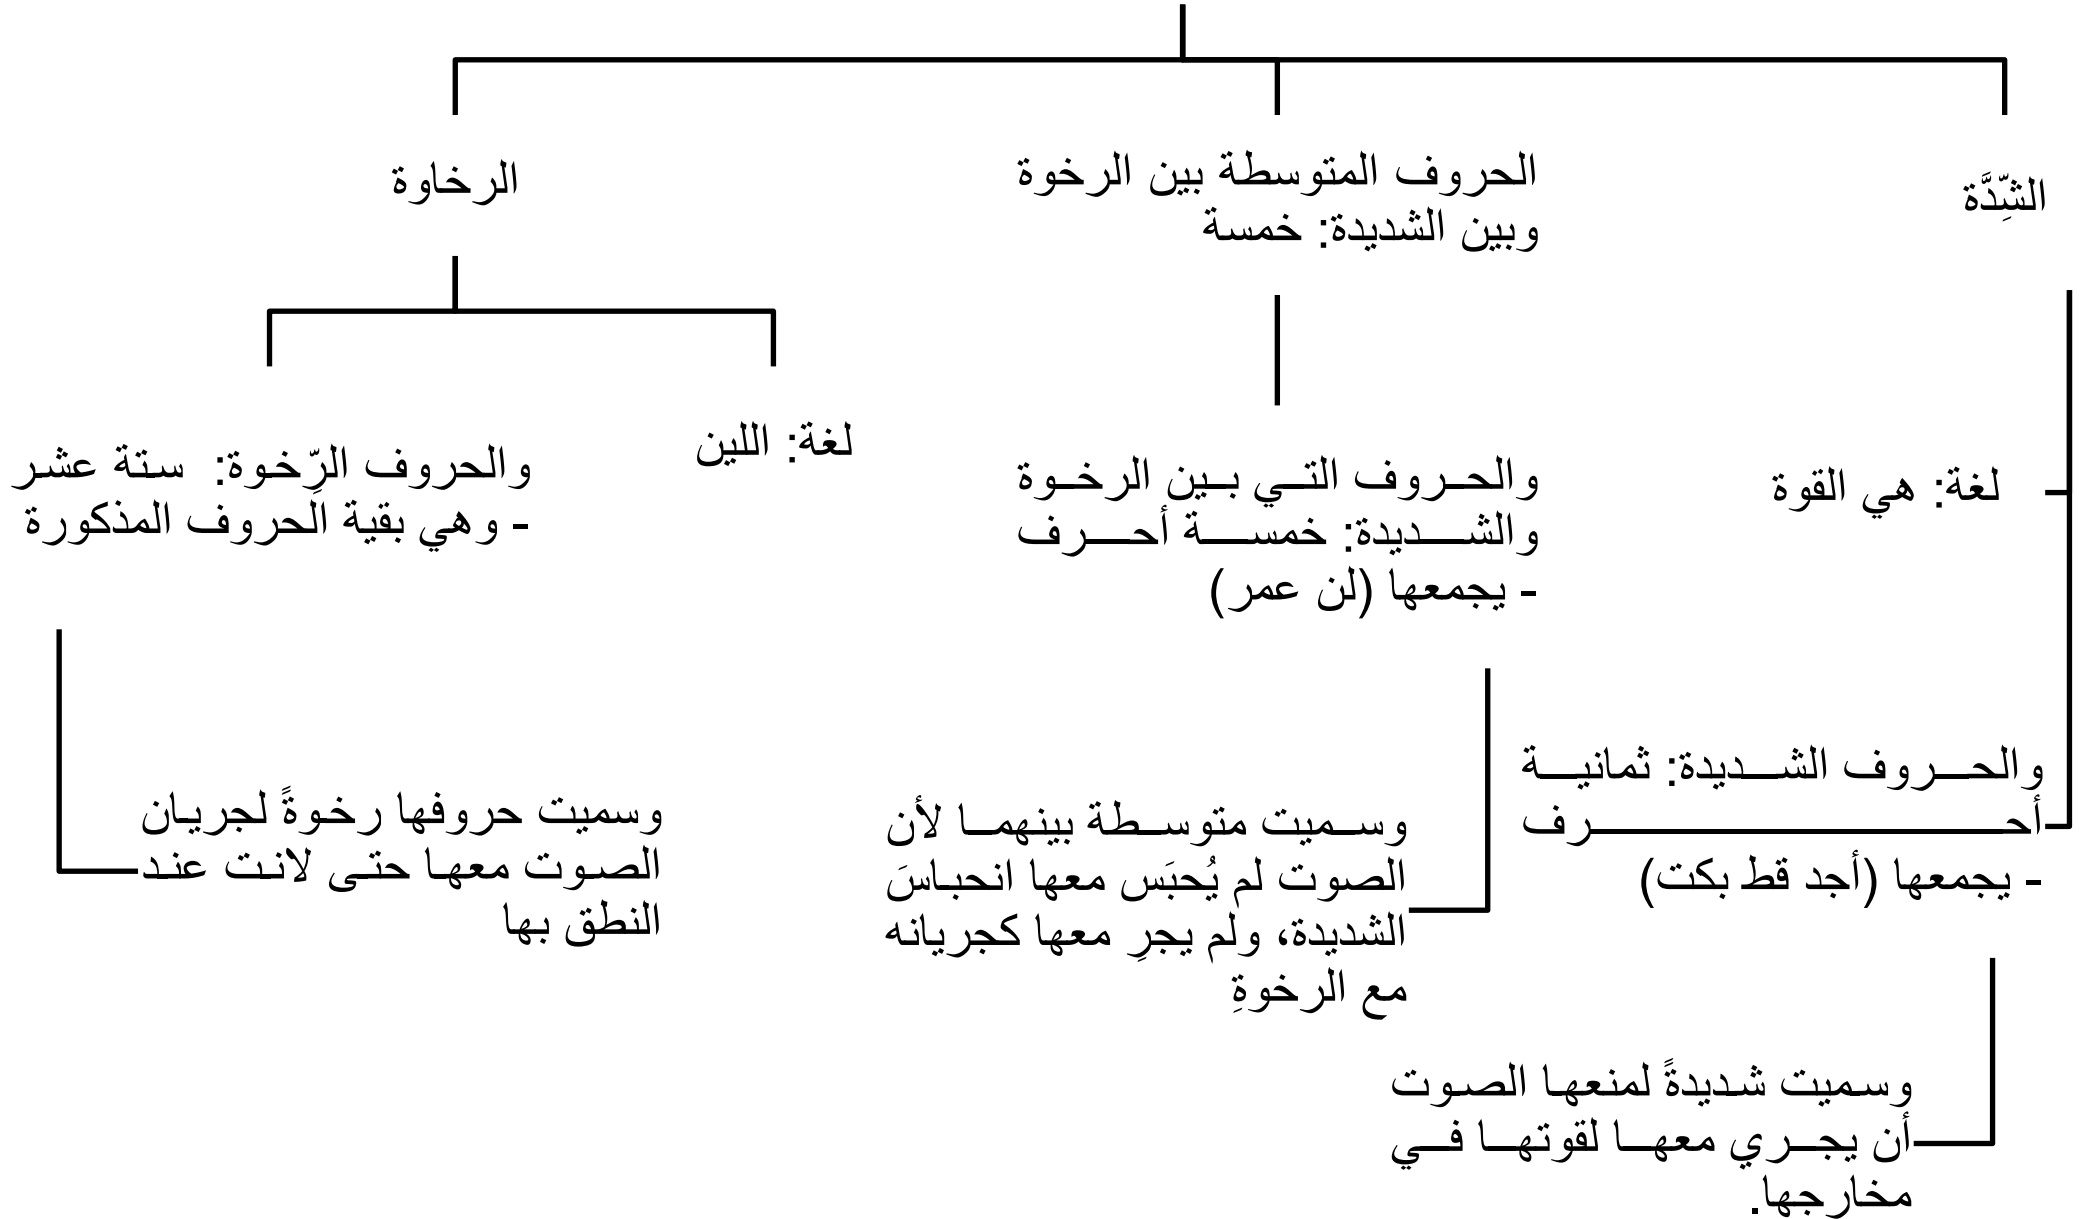 الشِّدَّة
لغة: هي القوة
والحروف الشديدة: ثمانية
أحرف
- يجمعها (أجد قط بكت)
وسميت شديدةً لمنعها الصوت
أن يجري معها لقوتها في
مخارجها.
الحروف المتوسطة بين الرخوة
وبين الشديدة: خمسة
والحروف التي بين الرخوة
والشديدة: خمسة أحرف
- يجمعها (لن عمر)
وسميت متوسطة بينهما لأن
الصوت لم يُحبَس معها انحباسَ
الشديدة، ولم يجرِ معها كجريانه
مع الرخوةِ
الرخاوة
لغة: اللين
والحروف الرِّخوة: ستة عشر
- وهي بقية الحروف المذكورة
وسميت حروفها رخوةً لجريان
الصوت معها حتى لانت عند
النطق بها